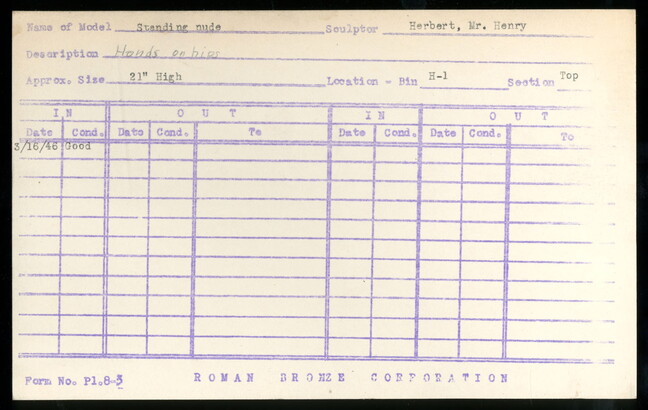 Name of Model Standing nude Sculptor Herbert, Mr. Henry
Description Hands on hips
Approx. Size 21" High Location - Bin H-1 Section Top
IN OUT IN OUT
Date Cond. Date Cond. To Date Cond. Date Cond. To
3/16/46 Good
Form No. P1.8-3 ROMAN BRONZE CORPORATION